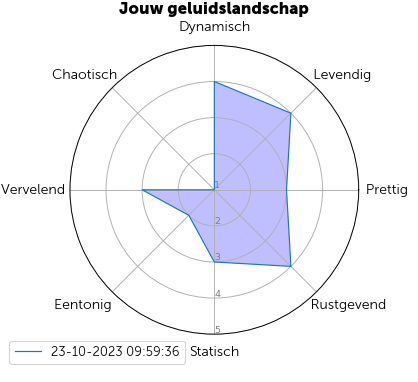 Jouw geluidslandschap
Dynamisch
Chaotisch
Levendig
Vervelend
Prettig
1
2
3
4
5
Eentonig
Rustgevend
Statisch
23-10-2023 09:59:36